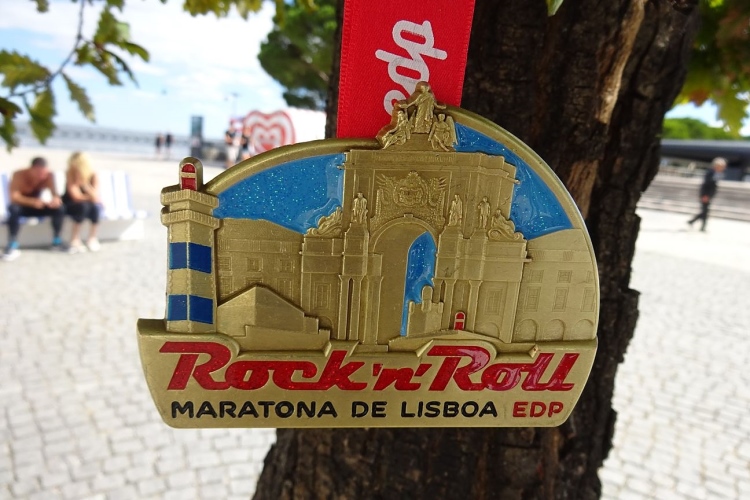 edp
Rock 'n' Roll
MARATONA DE LISBOA EDP